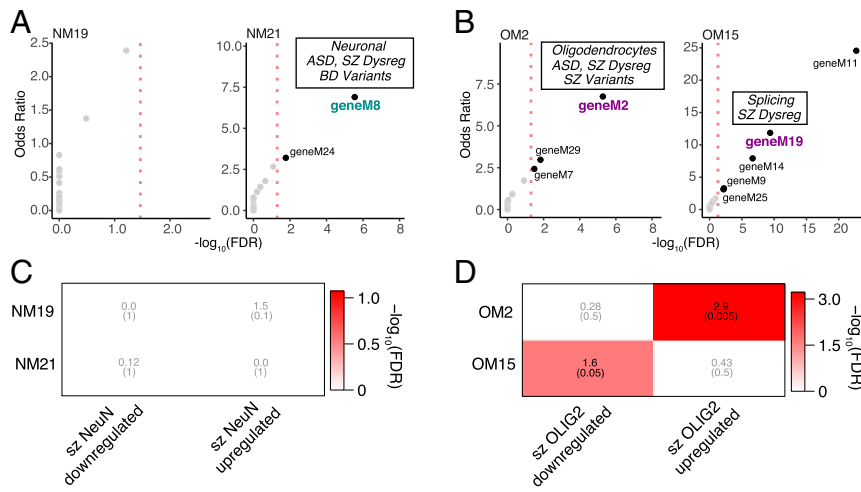 A
NM19
2.5
2.0
1.5
1.0
0.5
0.0
Odds Ratio
0.0
1.0
2.0
NM21
10.0
7.5
5.0
2.5
0.0
Neuronal
ASD, SZ Dysreg
BD Variants
geneM8
geneM24
0
2
4
6
8
-log10(FDR)
B
OM2
7.5
5.0
2.5
0.0
Odds Ratio
Oligodendrocytes
ASD, SZ Dysreg
SZ Variants
geneM2
geneM29
geneM7
0
2
4
6
8
OM15
25
20
15
10
5
0
geneM11
Splicing
SZ Dysreg
geneM19
geneM14
geneM9
geneM25
0
10
20
-log10(FDR)
C
NM19
0.0
(1)
1.5
(0.1)
NM21
0.12
(1)
0.0
(1)
sz NeuN
downregulated
sz NeuN
upregulated
1.0
0.5
0.0
−log10(FDR)
D
OM2
0.28
(0.5)
2.9
(0.005)
OM15
1.6
(0.05)
0.43
(0.5)
sz OLIG2
downregulated
sz OLIG2
upregulated
3.0
1.5
0
−log10(FDR)